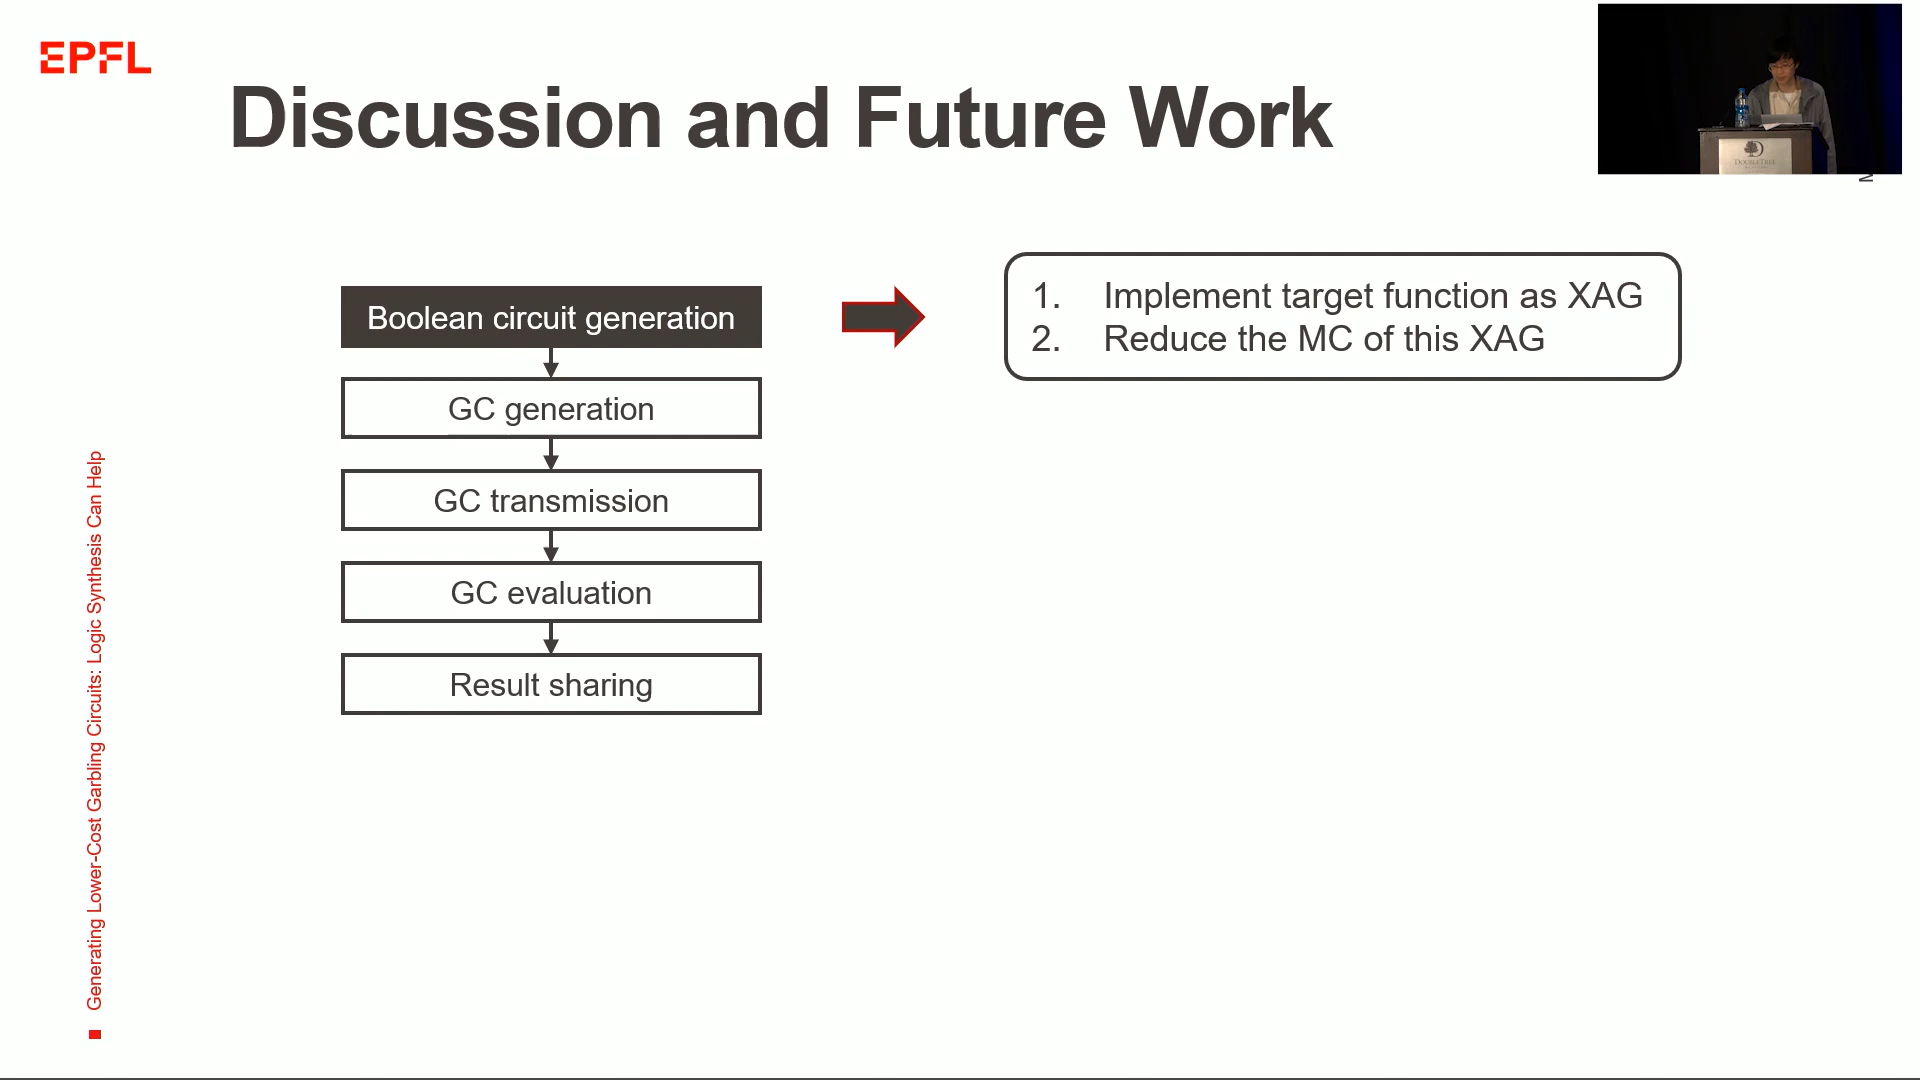 EPFL
Discussion and Future Work
DOUBLETREE
N
Boolean circuit generation
GC generation
GC transmission
GC evaluation
Result sharing
1. Implement target function as XAG
2. Reduce the MC of this XAG
Generating Lower-Cost Garbling Circuits: Logic Synthesis Can Help